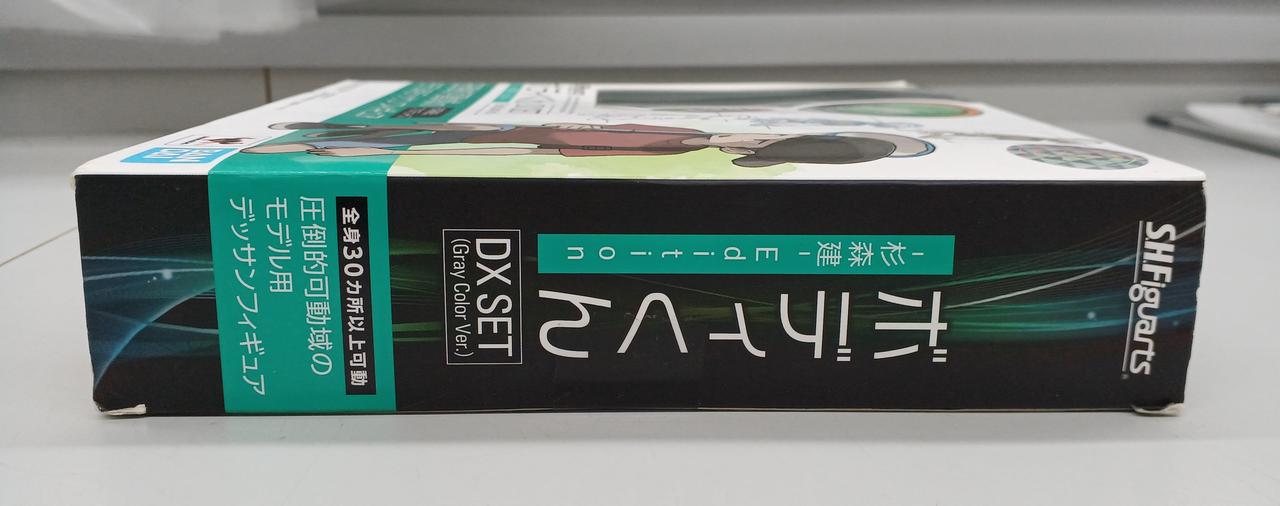 S.H.Figuarts
ボディくん
-杉森建- Edition
DX SET
(Gray Color Ver.)
全身30カ所以上可動
圧倒的可動域の
モデル用
デッサンフィギュア